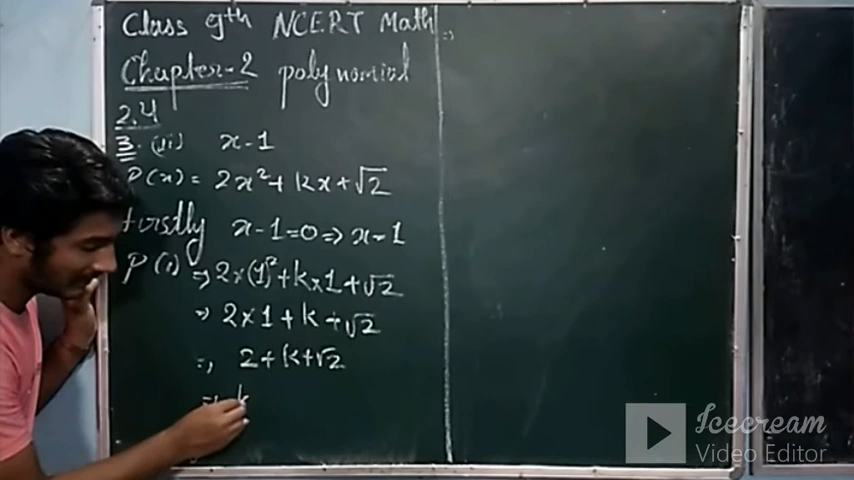 Class 9th NCERT Math
Chapter-2 polynomial
2.4
3. (ii) x-1
P(x) = 2x²+kx+√2
firstly x-1=0⇒x=1
P(1) ⇒ 2×(1)²+k×1+√2
⇒ 2×1+k+√2
⇒ 2+k+√2
⇒ k
Icecream
Video Editor